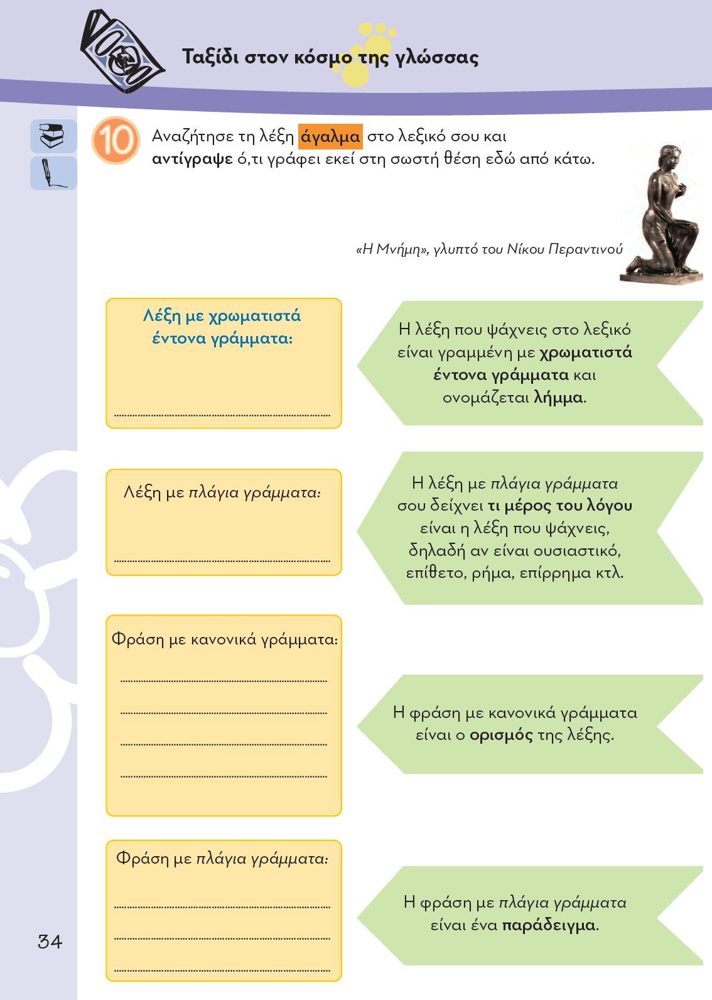 Ταξίδι στον κόσμο της γλώσσας
10
Αναζήτησε τη λέξη άγαλμα στο λεξικό σου και
αντίγραψε ό,τι γράφει εκεί στη σωστή θέση εδώ από κάτω.
«Η Μνήμη», γλυπτό του Νίκου Περαντινού
Λέξη με χρωματιστά
έντονα γράμματα:
Η λέξη που ψάχνεις στο λεξικό
είναι γραμμένη με χρωματιστά
έντονα γράμματα και
ονομάζεται λήμμα.
Λέξη με πλάγια γράμματα:
Η λέξη με πλάγια γράμματα
σου δείχνει τι μέρος του λόγου
είναι η λέξη που ψάχνεις,
δηλαδή αν είναι ουσιαστικό,
επίθετο, ρήμα, επίρρημα κτλ.
Φράση με κανονικά γράμματα:
Η φράση με κανονικά γράμματα
είναι ο ορισμός της λέξης.
Φράση με πλάγια γράμματα:
Η φράση με πλάγια γράμματα
είναι ένα παράδειγμα.
34